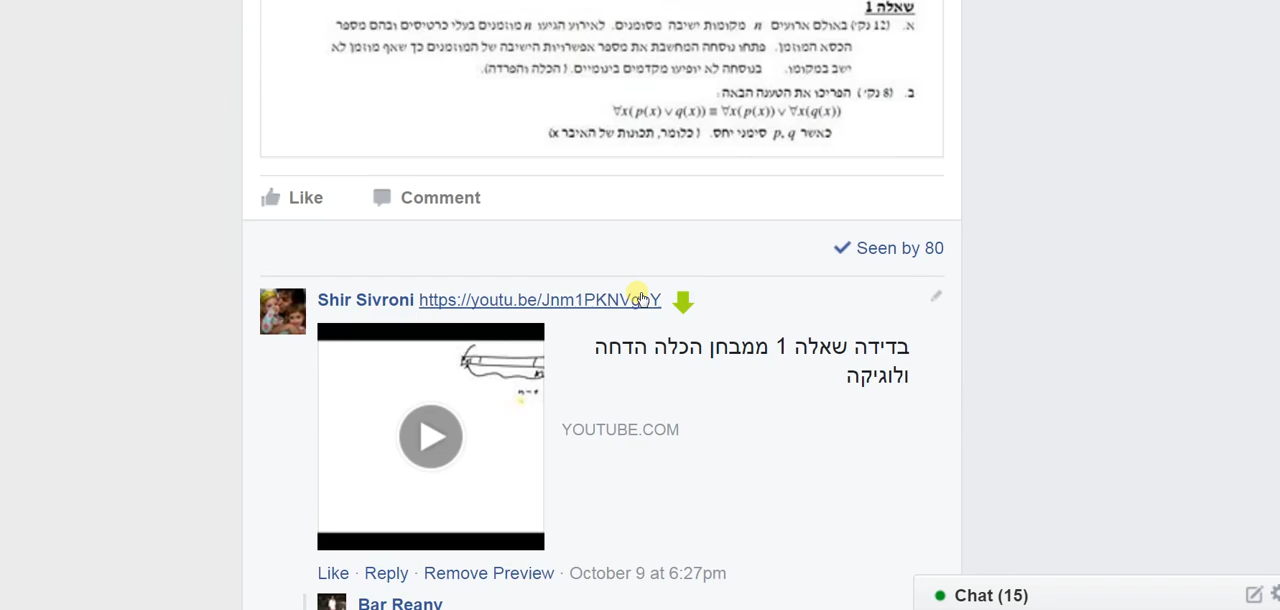 שאלה 1
א. (12 נק') באולם ארועים n מקומות ישיבה מסומנים. לאירוע הגיעו n מוזמנים בעלי כרטיסים ובהם מספר
הכסא המוזמן. פתחו נוסחה המחשבת את מספר אפשרויות הישיבה של המוזמנים כך שאף מוזמן לא
ישב במקומו. בנוסחה לא יופיעו מקדמים בינומיים. (הכלה והפרדה).
ב. (8 נק') הפריכו את הטענה הבאה:
∀x(p(x) ∨ q(x)) ≡ ∀x(p(x)) ∨ ∀x(q(x))
כאשר p, q סימני יחס. (כלומר, תכונות של האיבר x)
Like Comment
Seen by 80
Shir Sivroni https://youtu.be/Jnm1PKNV
בדידה שאלה 1 ממבחן הכלה הדחה
ולוגיקה
YOUTUBE.COM
Like · Reply · Remove Preview · October 9 at 6:27pm
Chat (15)
Bar Reany